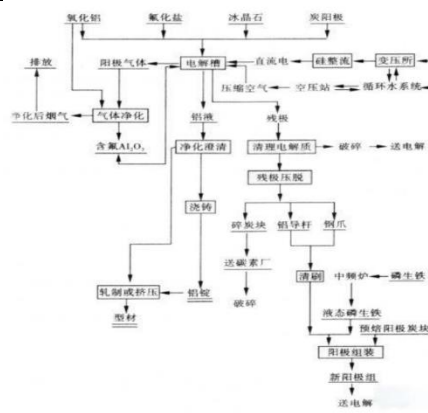 氧化铝 氟化盐 冰晶石 炭阳极
排放 阳极气体 电解槽 直流电 硅整流 变压所
压缩空气 空压站 循环水系统
净化后烟气 气体净化 铝液 残极
含氟Al₂O₃ 净化澄清 清理电解质 破碎 送电解
残极压脱
浇铸
碎炭块 铝导杆 钢爪
送碳素厂 清刷 中频炉 磷生铁
轧制或挤压 铝锭 破碎
型材 液态磷生铁
预焙阳极炭块
阳极组装
新阳极组
送电解